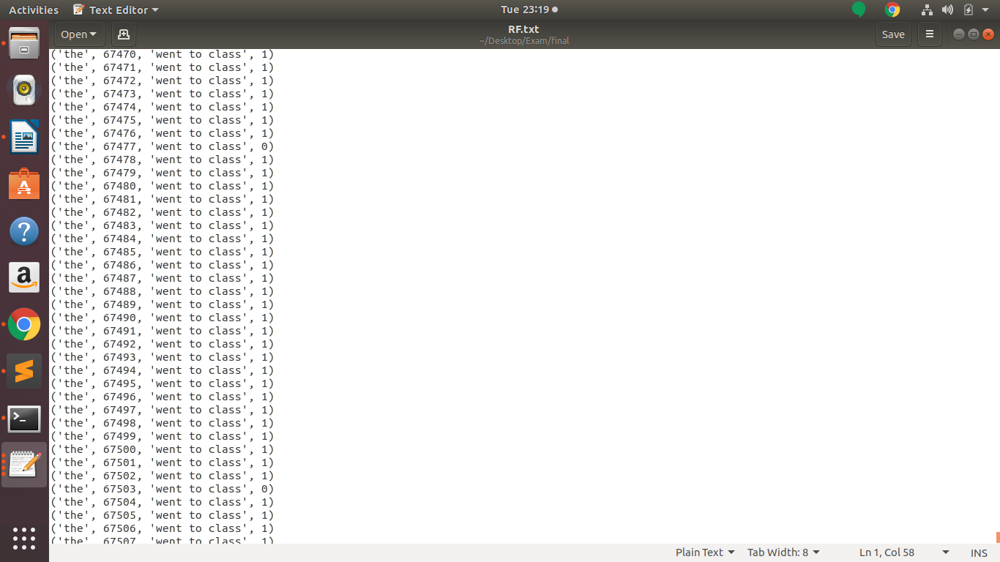 Activities Text Editor Tue 23:19
Open RF.txt Save
~/Desktop/Exam/final
('the', 67470, 'went to class', 1)
('the', 67471, 'went to class', 1)
('the', 67472, 'went to class', 1)
('the', 67473, 'went to class', 1)
('the', 67474, 'went to class', 1)
('the', 67475, 'went to class', 1)
('the', 67476, 'went to class', 1)
('the', 67477, 'went to class', 0)
('the', 67478, 'went to class', 1)
('the', 67479, 'went to class', 1)
('the', 67480, 'went to class', 1)
('the', 67481, 'went to class', 1)
('the', 67482, 'went to class', 1)
('the', 67483, 'went to class', 1)
('the', 67484, 'went to class', 1)
('the', 67485, 'went to class', 1)
('the', 67486, 'went to class', 1)
('the', 67487, 'went to class', 1)
('the', 67488, 'went to class', 1)
('the', 67489, 'went to class', 1)
('the', 67490, 'went to class', 1)
('the', 67491, 'went to class', 1)
('the', 67492, 'went to class', 1)
('the', 67493, 'went to class', 1)
('the', 67494, 'went to class', 1)
('the', 67495, 'went to class', 1)
('the', 67496, 'went to class', 1)
('the', 67497, 'went to class', 1)
('the', 67498, 'went to class', 1)
('the', 67499, 'went to class', 1)
('the', 67500, 'went to class', 1)
('the', 67501, 'went to class', 1)
('the', 67502, 'went to class', 1)
('the', 67503, 'went to class', 0)
('the', 67504, 'went to class', 1)
('the', 67505, 'went to class', 1)
('the', 67506, 'went to class', 1)
('the', 67507, 'went to class', 1)
Plain Text Tab Width: 8 Ln 1, Col 58 INS